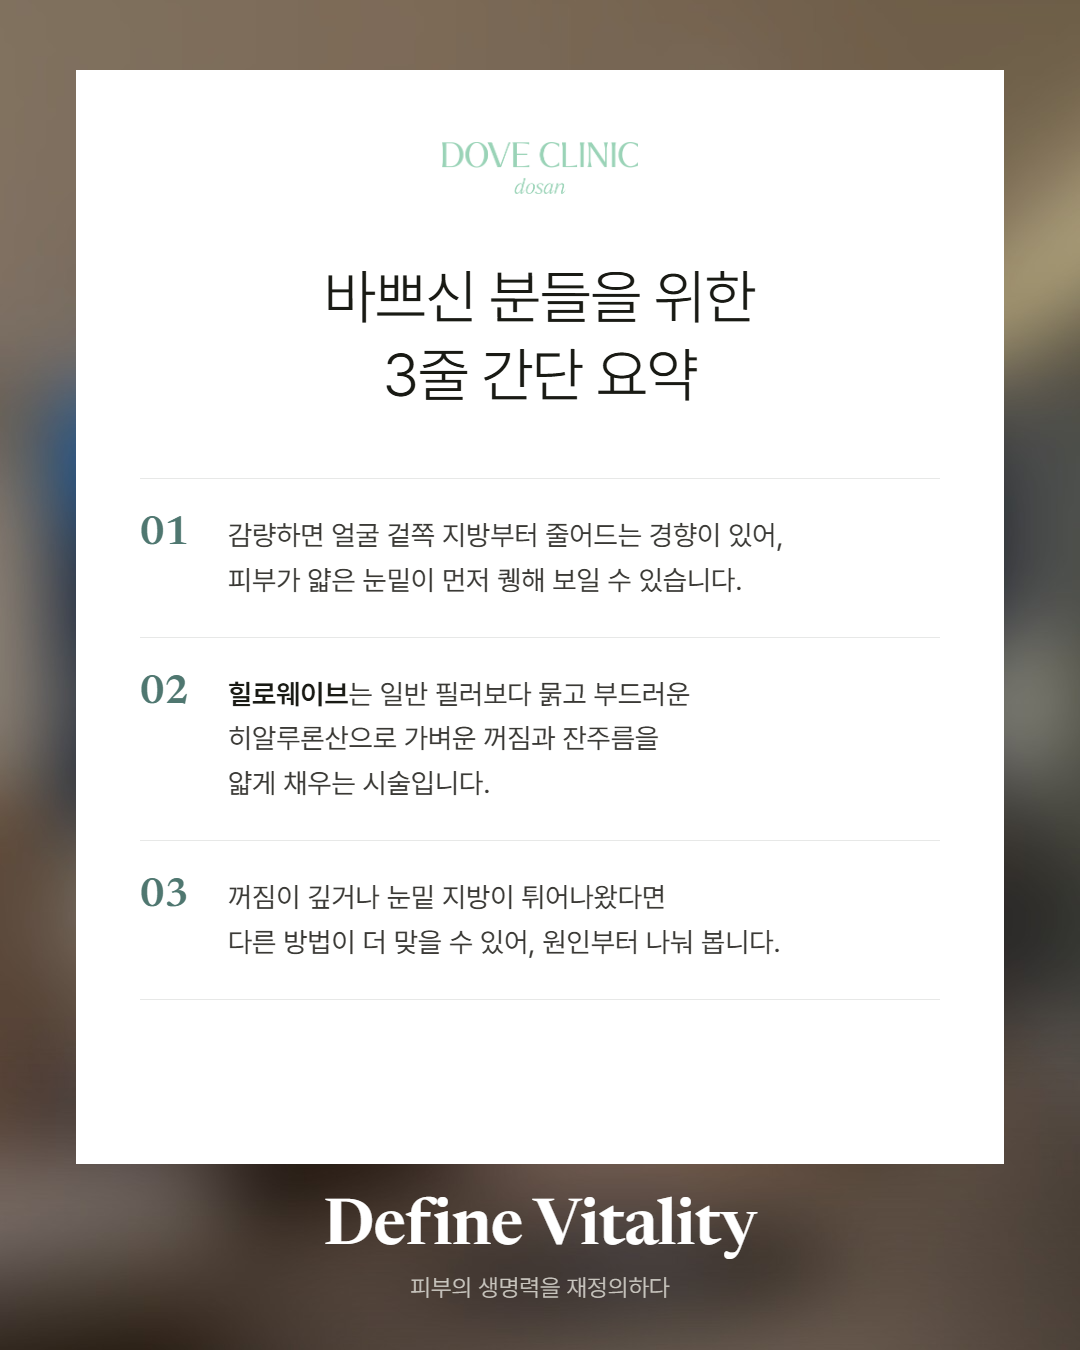 DOVE CLINIC
dosan
바쁘신 분들을 위한
3줄 간단 요약
01
감량하면 얼굴 겉쪽 지방부터 줄어드는 경향이 있어,
피부가 얇은 눈밑이 먼저 퀭해 보일 수 있습니다.
02
힐로웨이브는 일반 필러보다 묽고 부드러운
히알루론산으로 가벼운 꺼짐과 잔주름을
얇게 채우는 시술입니다.
03
꺼짐이 깊거나 눈밑 지방이 튀어나왔다면
다른 방법이 더 맞을 수 있어, 원인부터 나눠 봅니다.
Define Vitality
피부의 생명력을 재정의하다